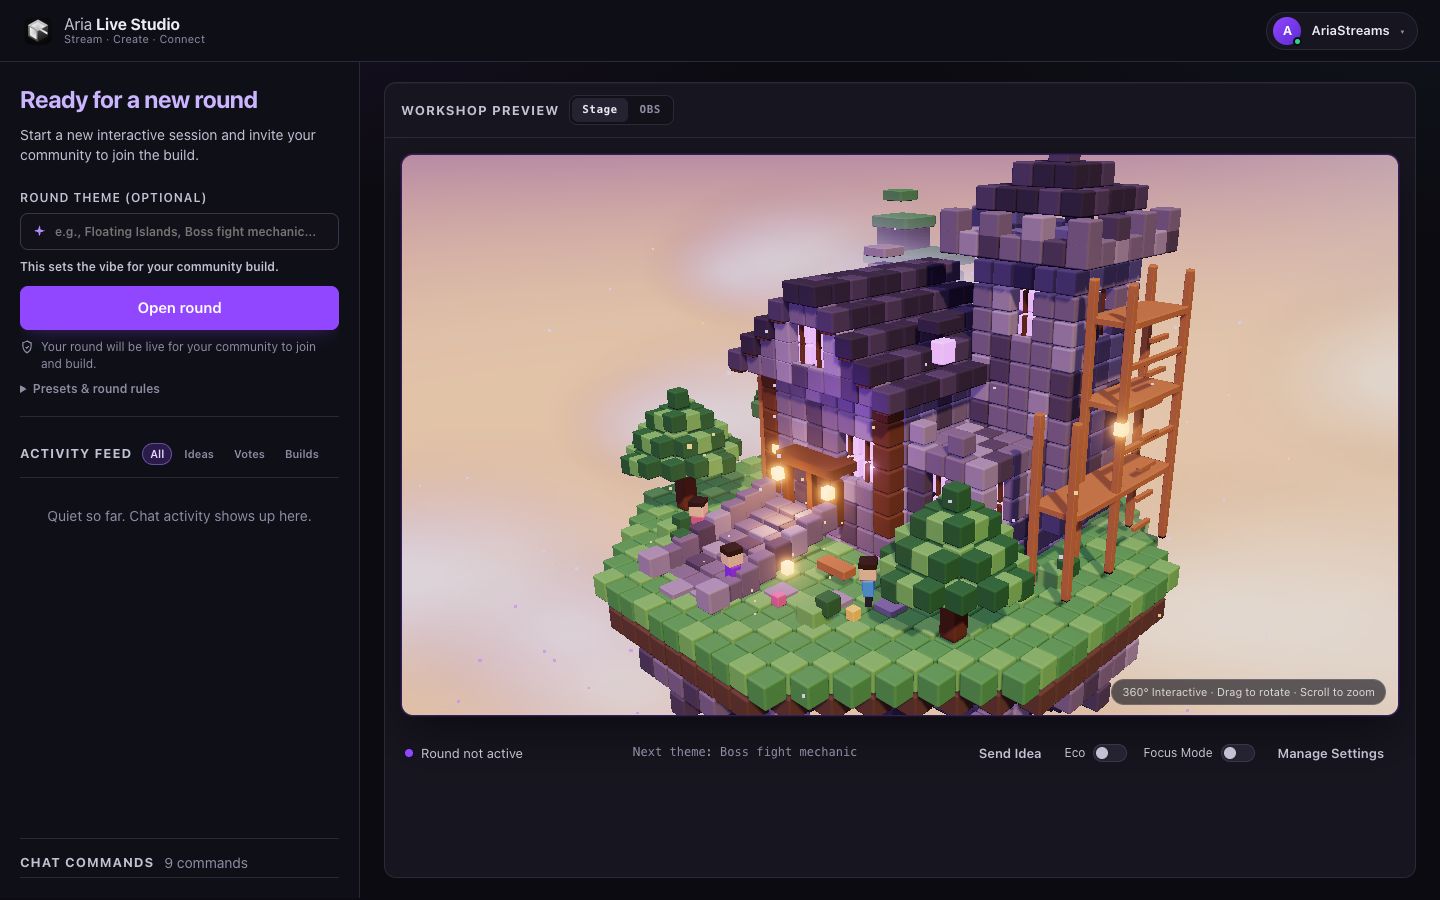 Aria Live Studio
Stream · Create · Connect
A
AriaStreams
Ready for a new round
Start a new interactive session and invite your
community to join the build.
ROUND THEME (OPTIONAL)
e.g., Floating Islands, Boss fight mechanic...
This sets the vibe for your community build.
Open round
Your round will be live for your community to join
and build.
Presets & round rules
ACTIVITY FEED All Ideas Votes Builds
Quiet so far. Chat activity shows up here.
CHAT COMMANDS 9 commands
WORKSHOP PREVIEW Stage OBS
360° Interactive · Drag to rotate · Scroll to zoom
Round not active
Next theme: Boss fight mechanic
Send Idea Eco Focus Mode Manage Settings